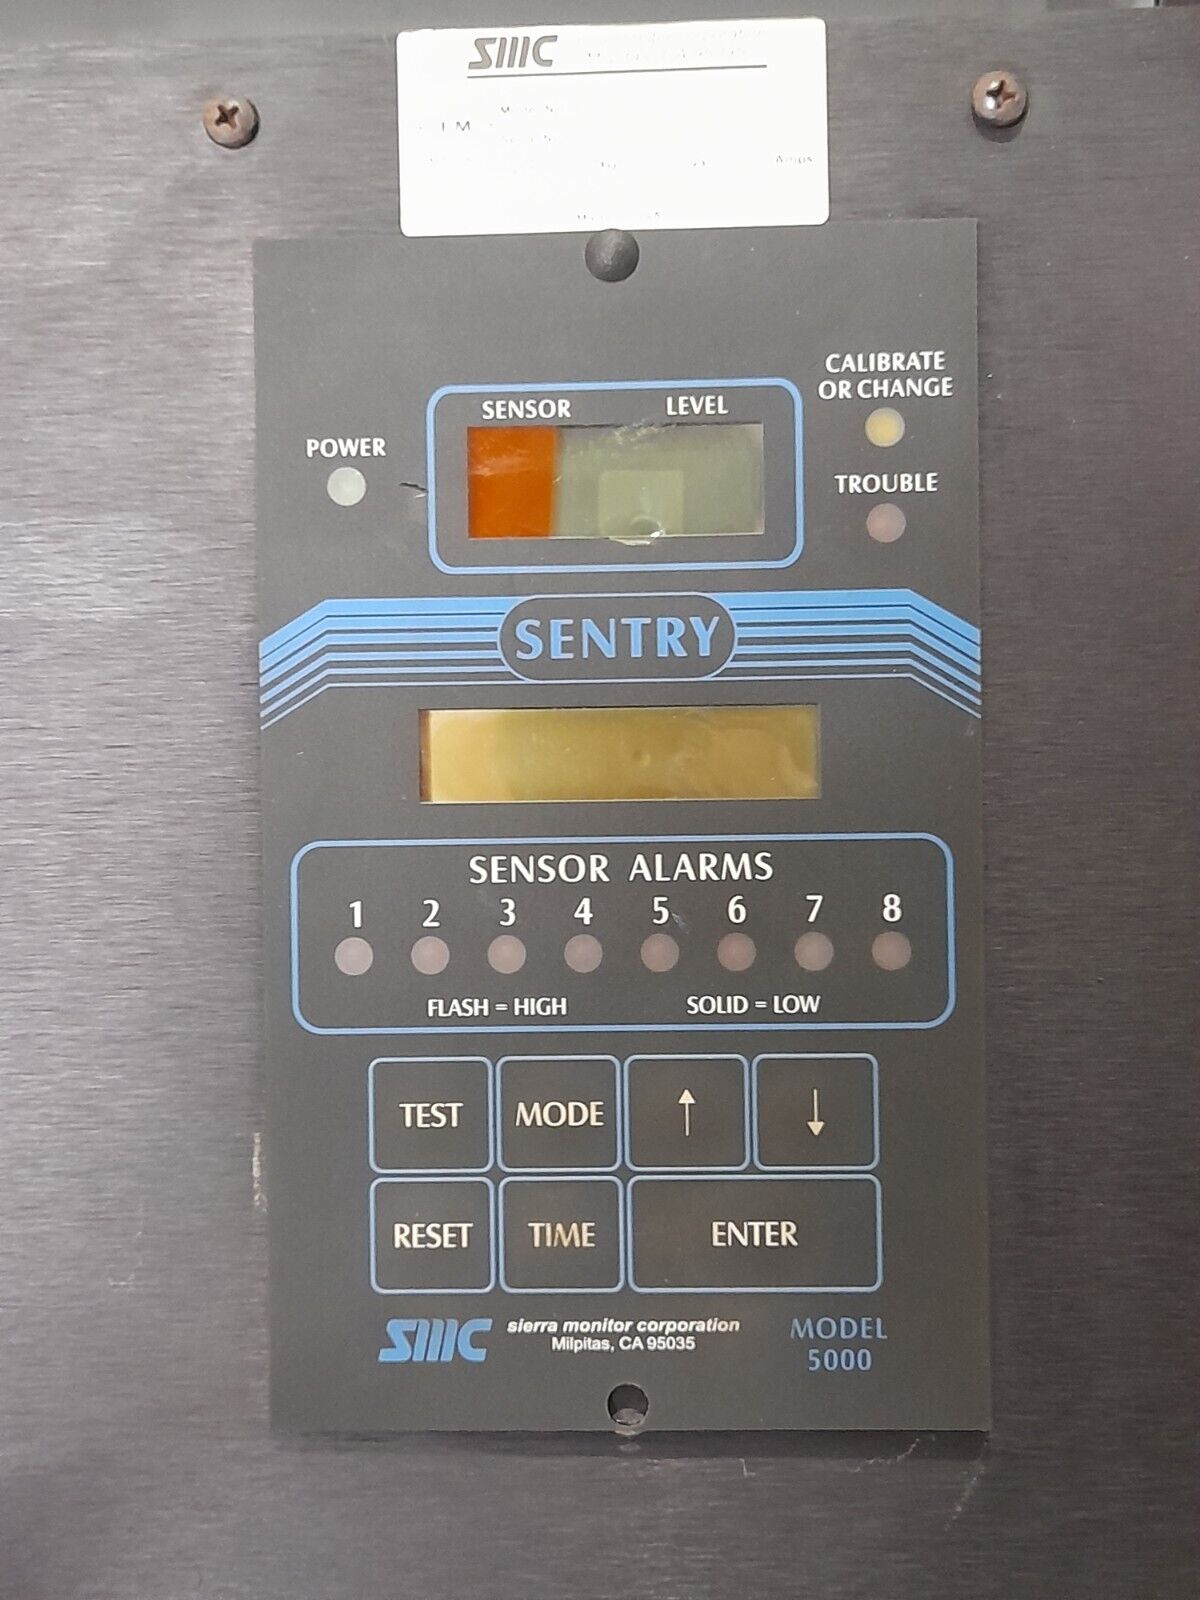 SMC
Amps
CALIBRATE
OR CHANGE
SENSOR LEVEL
POWER
TROUBLE
SENTRY
SENSOR ALARMS
1 2 3 4 5 6 7 8
FLASH = HIGH SOLID = LOW
TEST MODE ↑ ↓
RESET TIME ENTER
SMC sierra monitor corporation
Milpitas, CA 95035
MODEL
5000